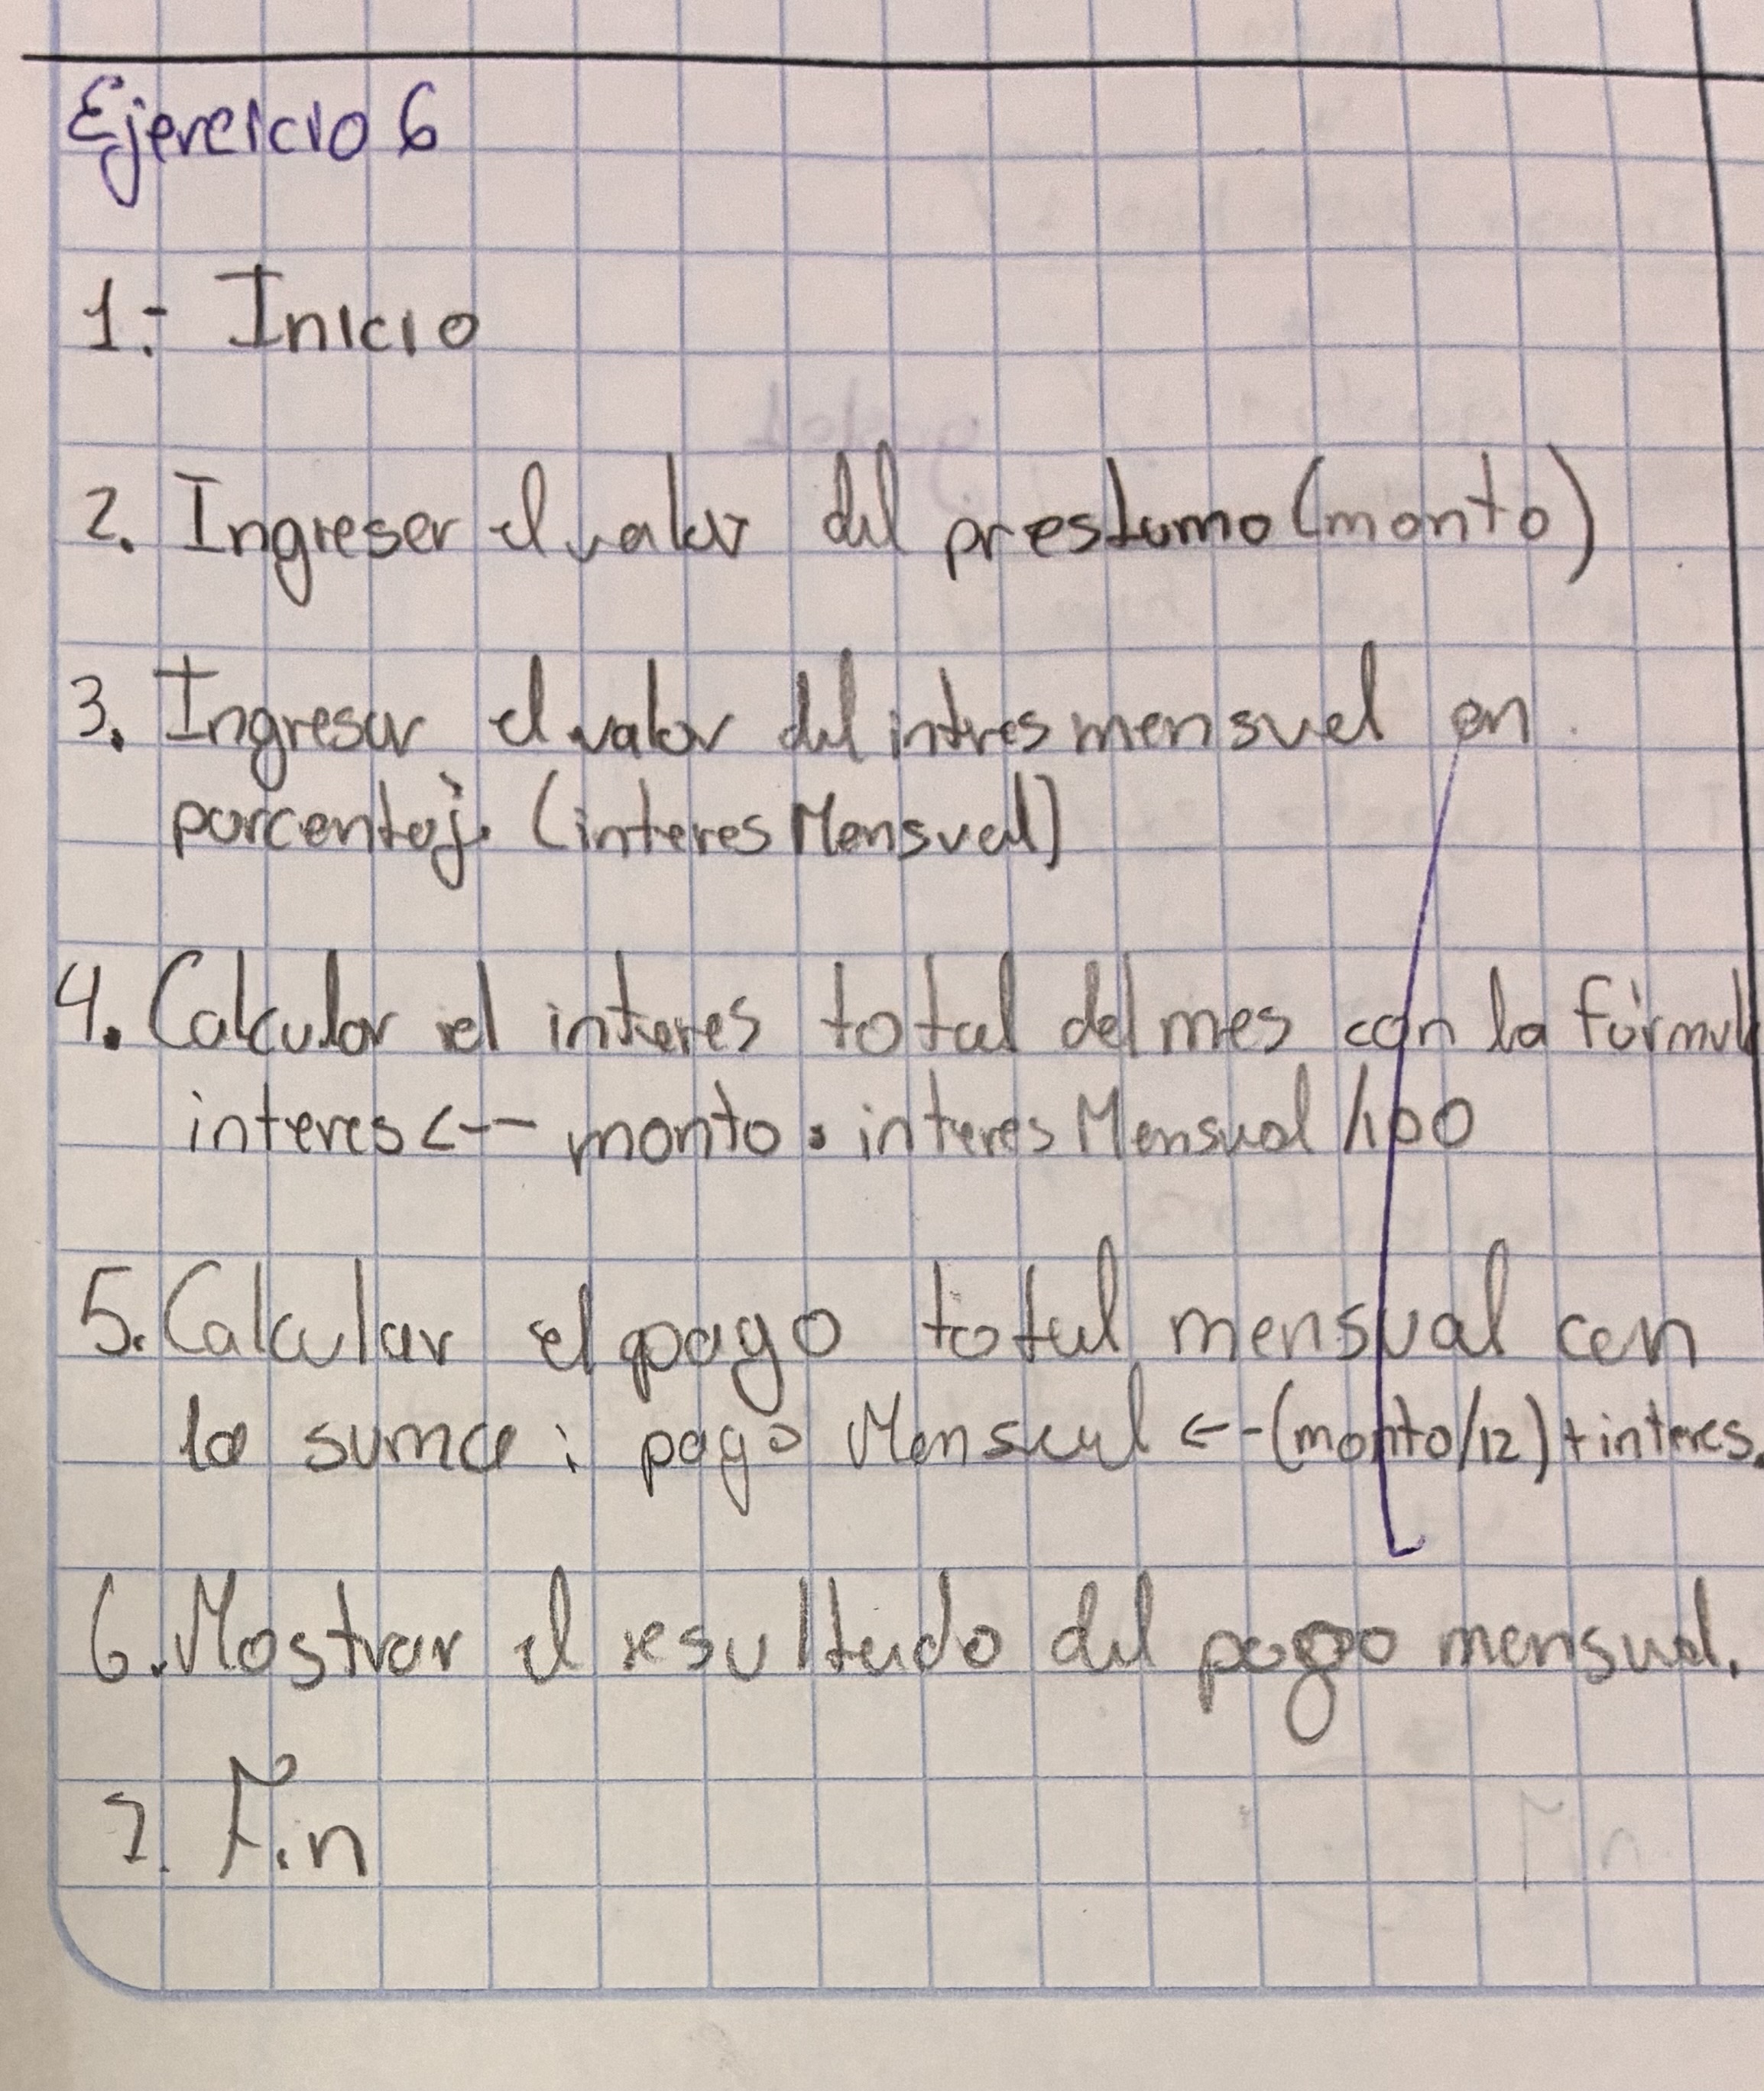 Ejercicio 6
1.- Inicio
2. Ingreser el valor del prestamo (monto)
3. Ingresar el valor del interes mensuel en
porcentaje (interes Mensual)
4. Calcular el interes total del mes con la fórmul
interes <-- monto • interes Mensual /100
5. Calcular el pago total mensual con
la suma: pago Mensual <-- (monto/12) + interes.
6. Mostrar el resultado del pago mensual.
7. Fin